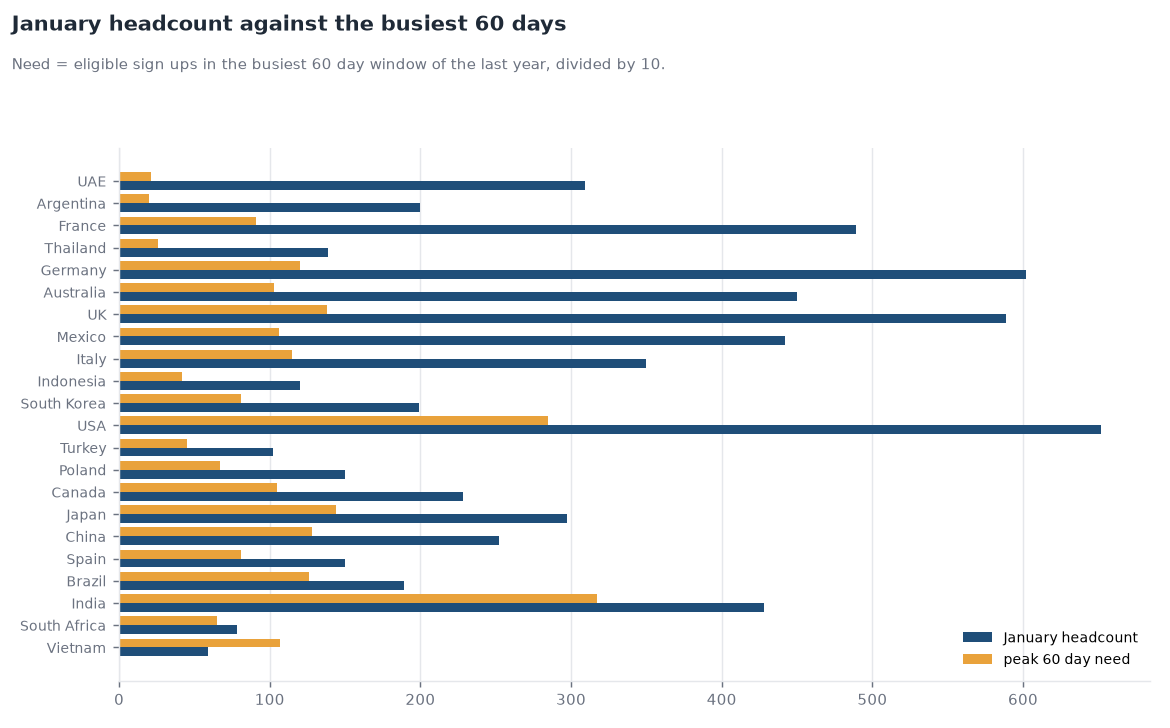 January headcount against the busiest 60 days
Need = eligible sign ups in the busiest 60 day window of the last year, divided by 10.
UAE
Argentina
France
Thailand
Germany
Australia
UK
Mexico
Italy
Indonesia
South Korea
USA
Turkey
Poland
Canada
Japan
China
Spain
Brazil
India
South Africa
Vietnam
January headcount
peak 60 day need
0 100 200 300 400 500 600